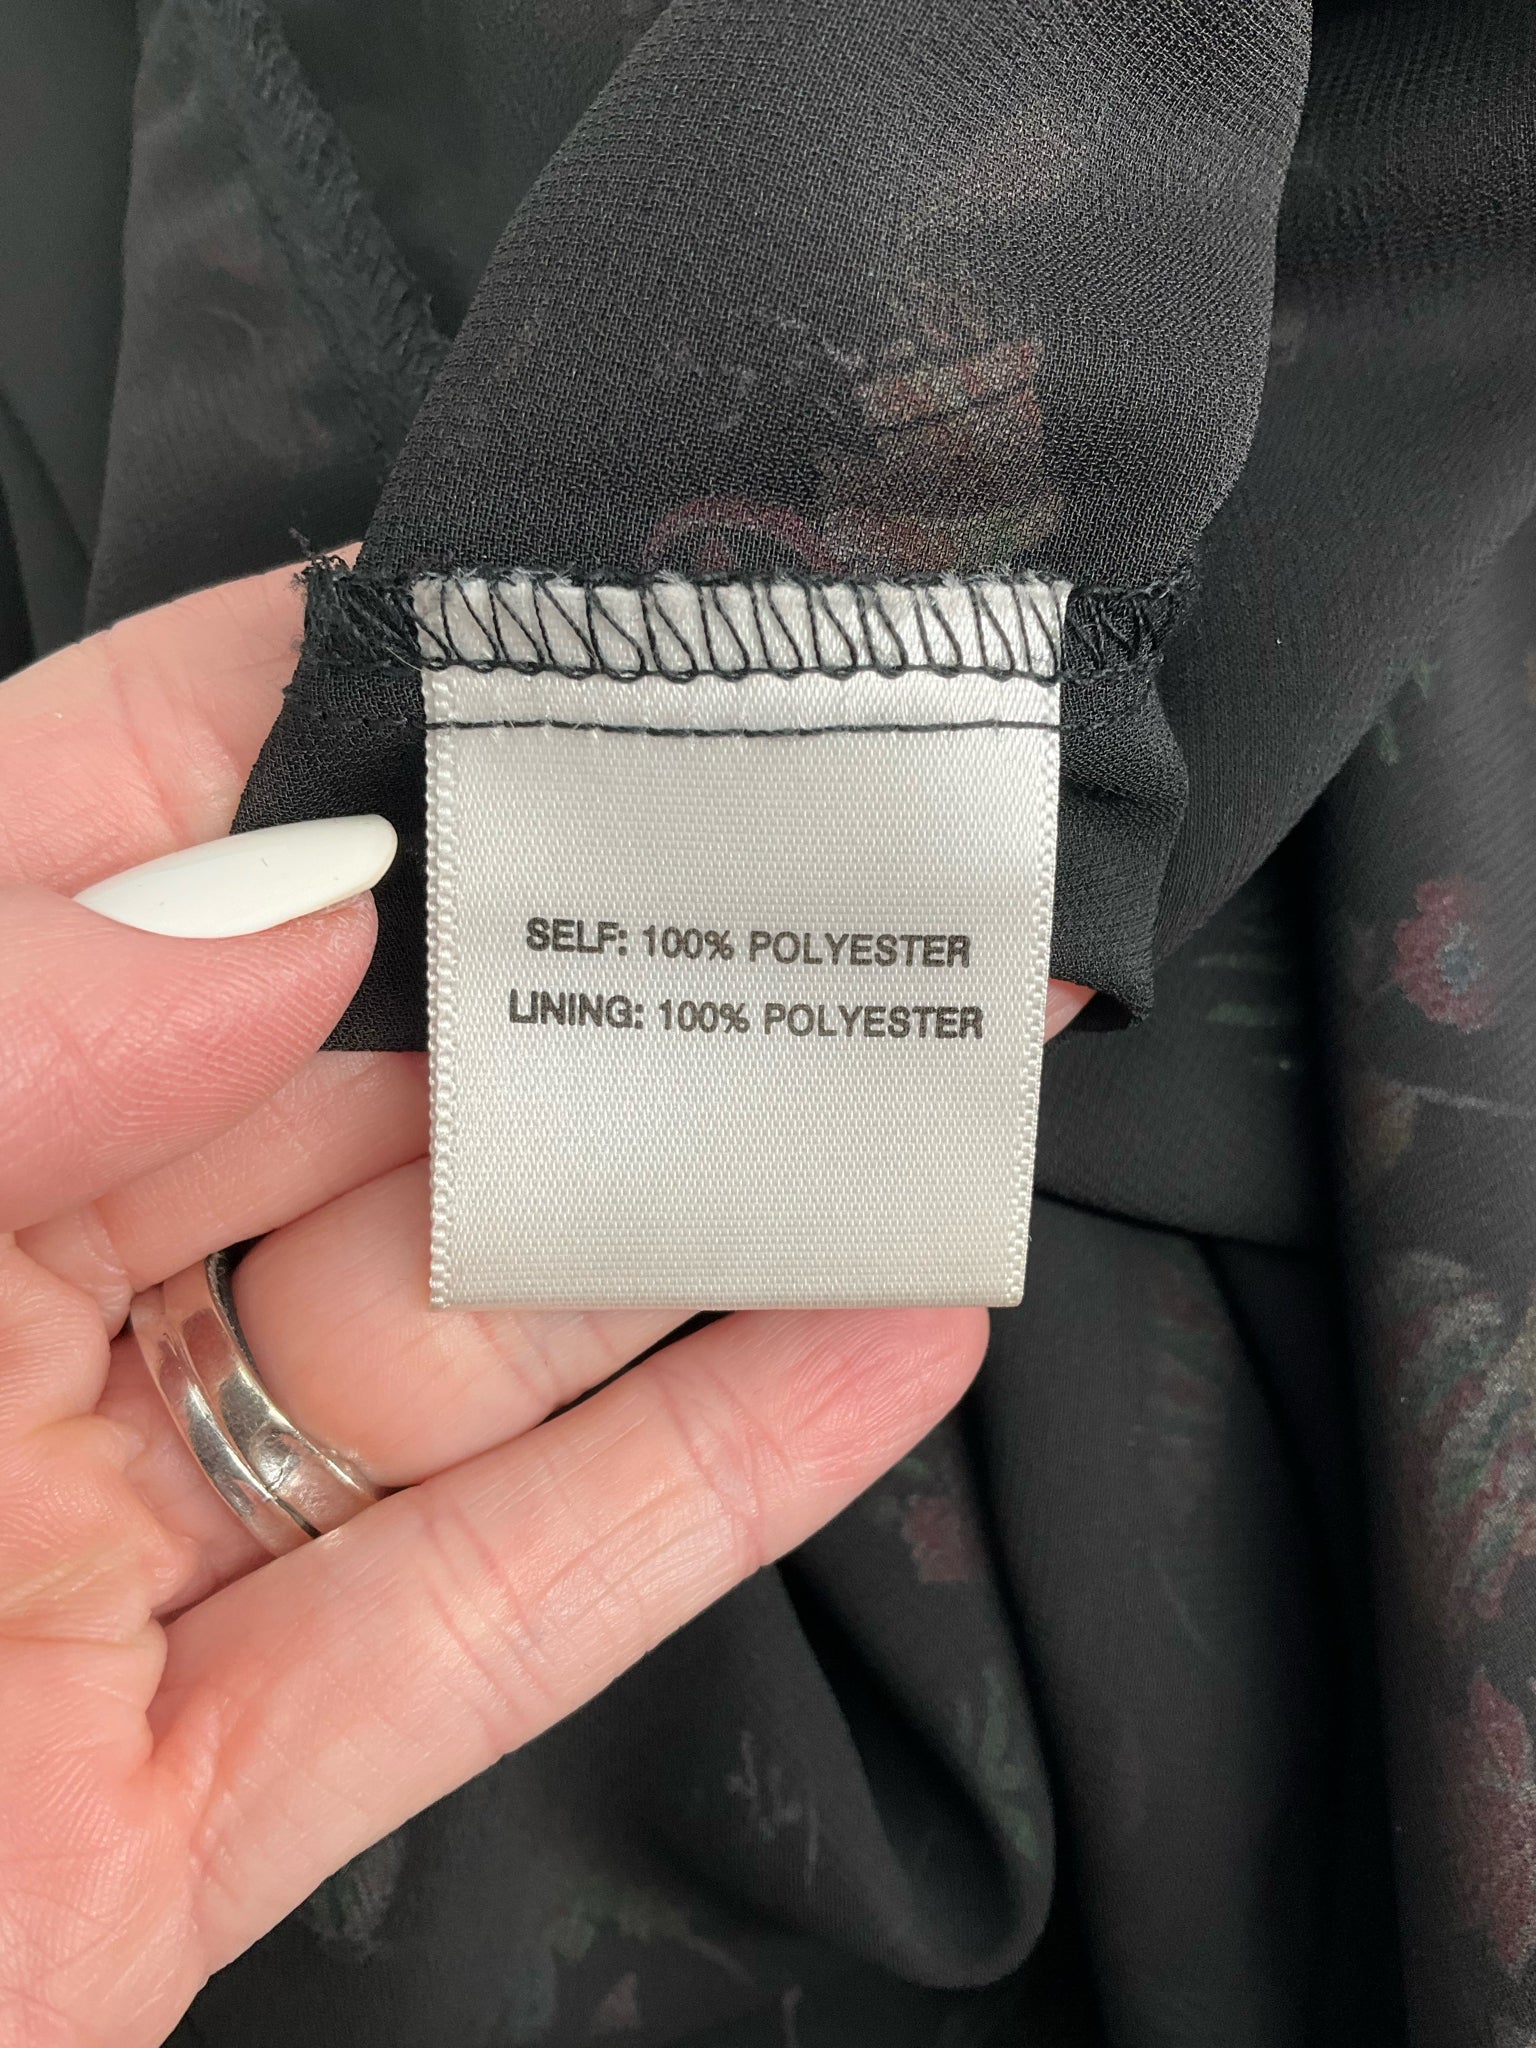 SELF: 100% POLYESTER
LINING: 100% POLYESTER